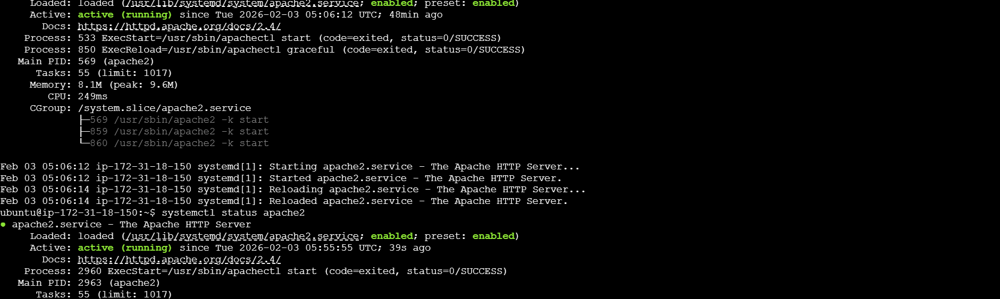 Loaded: loaded (/usr/lib/systemd/system/apache2.service; enabled; preset: enabled)
Active: active (running) since Tue 2026-02-03 05:06:12 UTC; 48min ago
Docs: https://httpd.apache.org/docs/2.4/
Process: 533 ExecStart=/usr/sbin/apachectl start (code=exited, status=0/SUCCESS)
Process: 850 ExecReload=/usr/sbin/apachectl graceful (code=exited, status=0/SUCCESS)
Main PID: 569 (apache2)
Tasks: 55 (limit: 1017)
Memory: 8.1M (peak: 9.6M)
CPU: 249ms
CGroup: /system.slice/apache2.service
├─569 /usr/sbin/apache2 -k start
├─859 /usr/sbin/apache2 -k start
└─860 /usr/sbin/apache2 -k start
Feb 03 05:06:12 ip-172-31-18-150 systemd[1]: Starting apache2.service - The Apache HTTP Server...
Feb 03 05:06:12 ip-172-31-18-150 systemd[1]: Started apache2.service - The Apache HTTP Server.
Feb 03 05:06:14 ip-172-31-18-150 systemd[1]: Reloading apache2.service - The Apache HTTP Server...
Feb 03 05:06:14 ip-172-31-18-150 systemd[1]: Reloaded apache2.service - The Apache HTTP Server.
ubuntu@ip-172-31-18-150:~$ systemctl status apache2
● apache2.service - The Apache HTTP Server
Loaded: loaded (/usr/lib/systemd/system/apache2.service; enabled; preset: enabled)
Active: active (running) since Tue 2026-02-03 05:55:55 UTC; 39s ago
Docs: https://httpd.apache.org/docs/2.4/
Process: 2960 ExecStart=/usr/sbin/apachectl start (code=exited, status=0/SUCCESS)
Main PID: 2963 (apache2)
Tasks: 55 (limit: 1017)